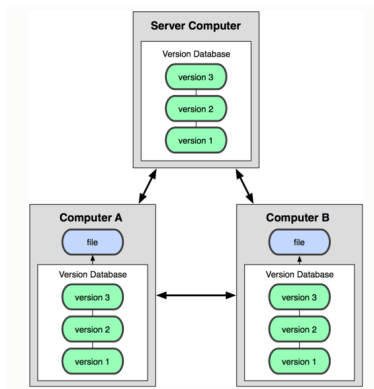 Server Computer
Version Database
version 3
version 2
version 1
Computer A
file
Version Database
version 3
version 2
version 1
Computer B
file
Version Database
version 3
version 2
version 1